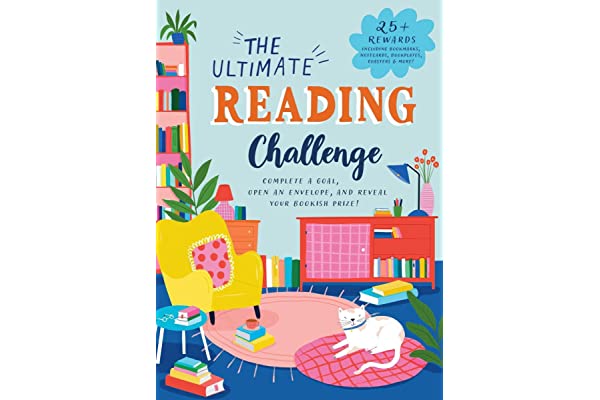 THE
ULTIMATE
READING
Challenge
COMPLETE A GOAL,
OPEN AN ENVELOPE, AND REVEAL
YOUR BOOKISH PRIZE!
25+
REWARDS
INCLUDING BOOKMARKS,
NOTECARDS, BOOKPLATES,
POSTERS & MORE!